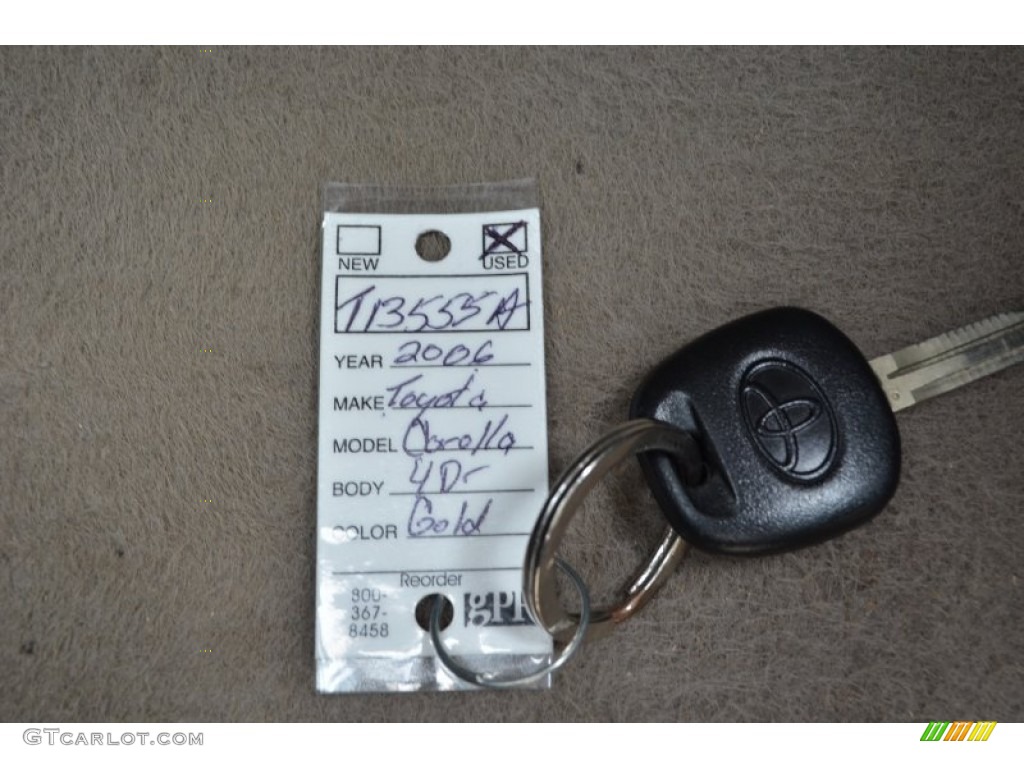 NEW USED
T13555A
YEAR 2006
MAKE Toyota
MODEL Corolla
BODY 4Dr
COLOR Gold
Reorder
800-
367-
8458
GTCARLOT.COM